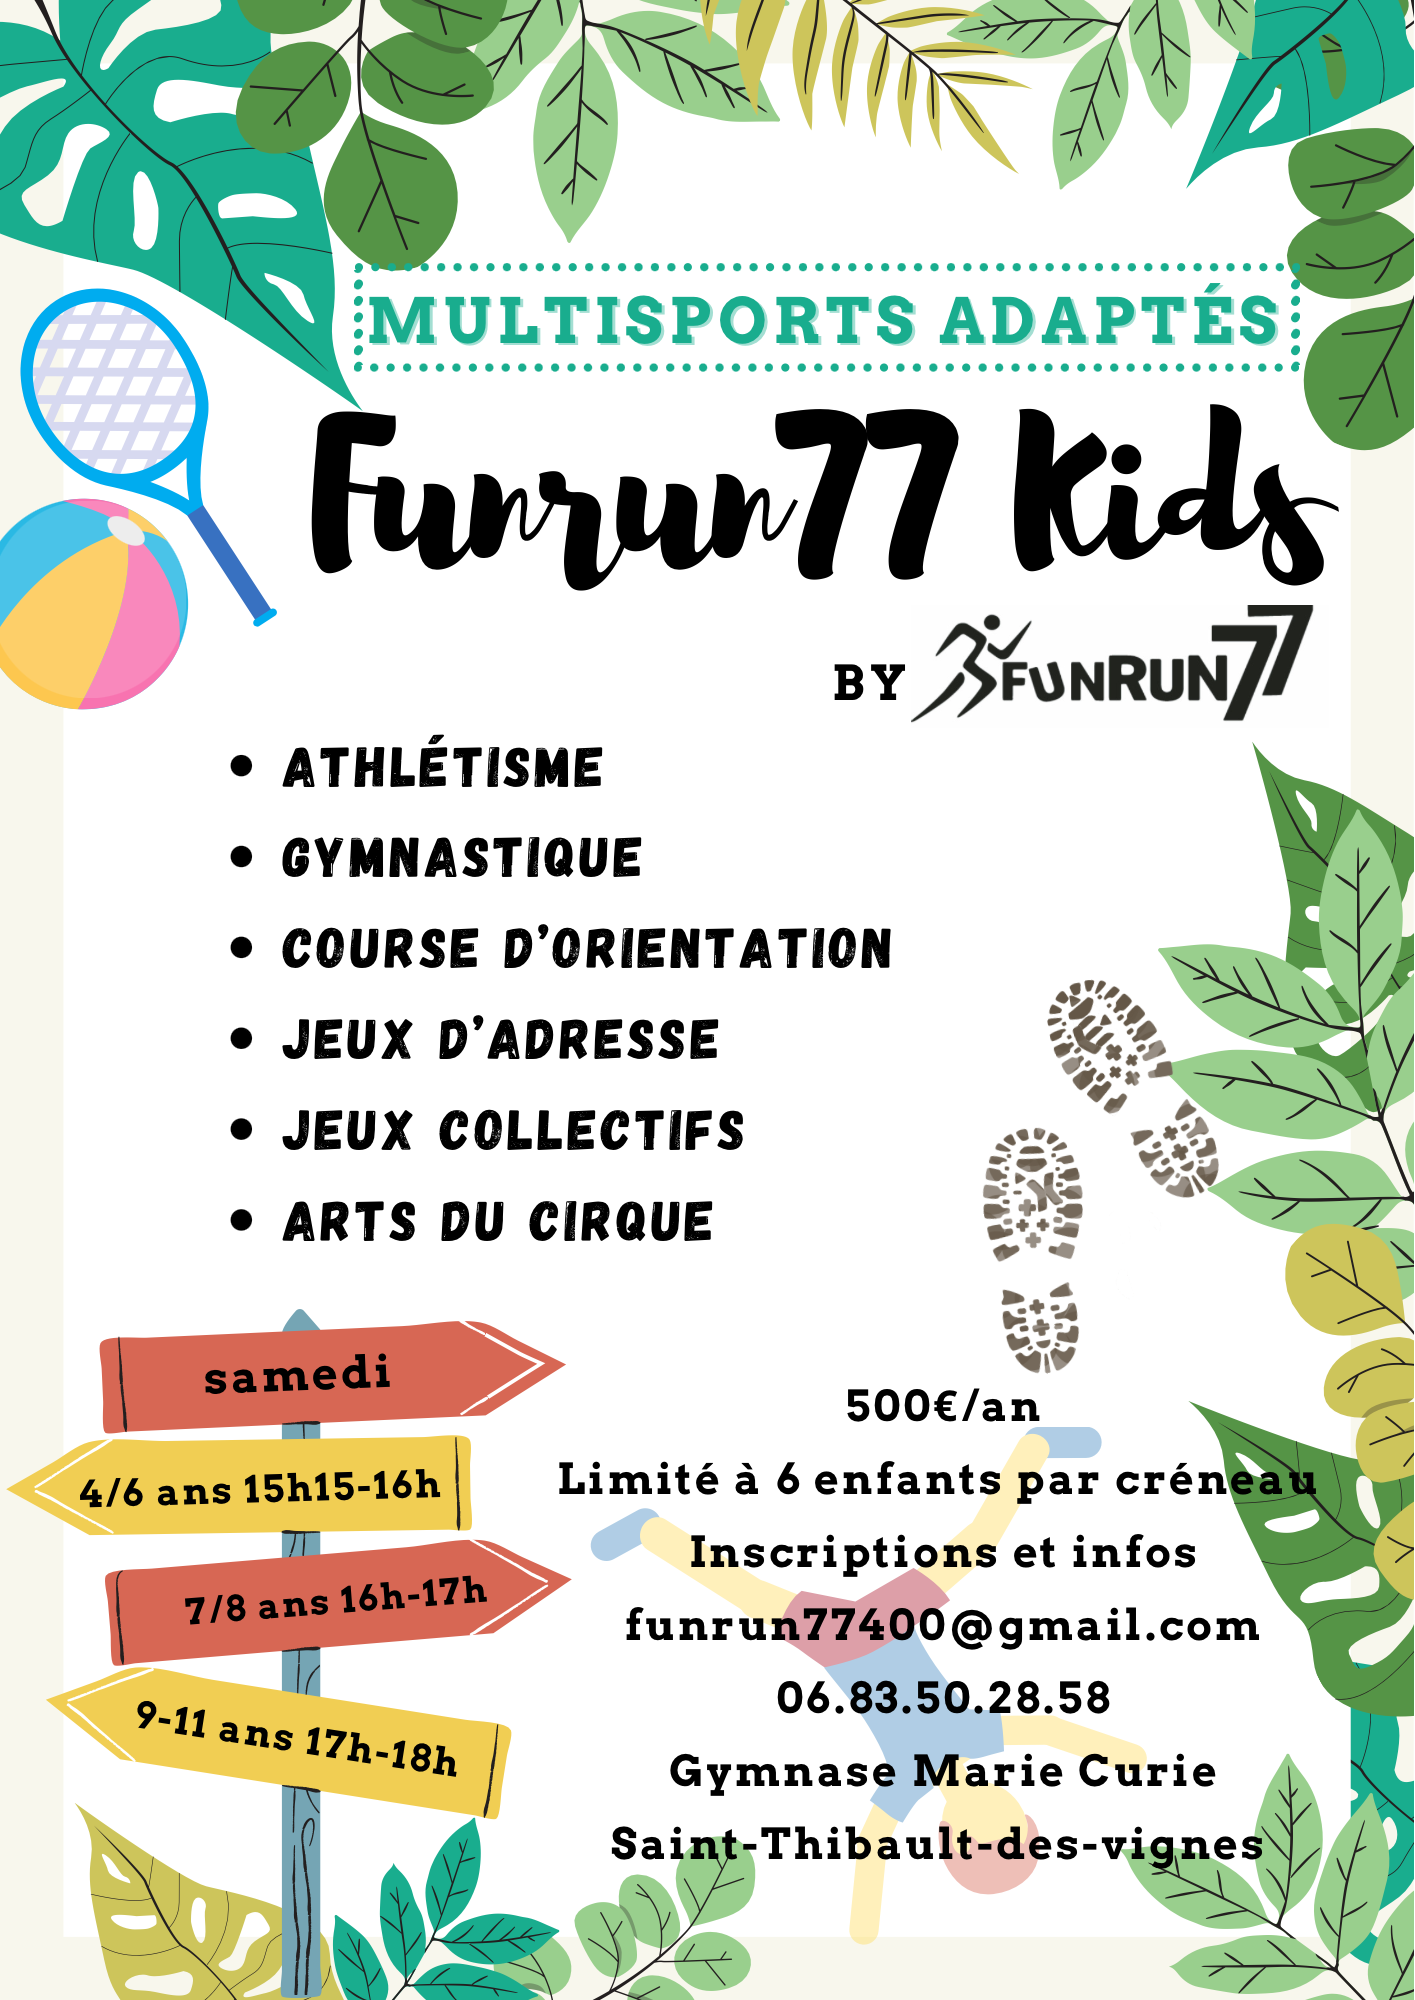 MULTISPORTS ADAPTÉS
Funrun77 Kids
BY FUNRUN77
• ATHLÉTISME
• GYMNASTIQUE
• COURSE D'ORIENTATION
• JEUX D'ADRESSE
• JEUX COLLECTIFS
• ARTS DU CIRQUE
samedi
4/6 ans 15h15-16h
7/8 ans 16h-17h
9-11 ans 17h-18h
500€/an
Limité à 6 enfants par créneau
Inscriptions et infos
funrun77400@gmail.com
06.83.50.28.58
Gymnase Marie Curie
Saint-Thibault-des-vignes